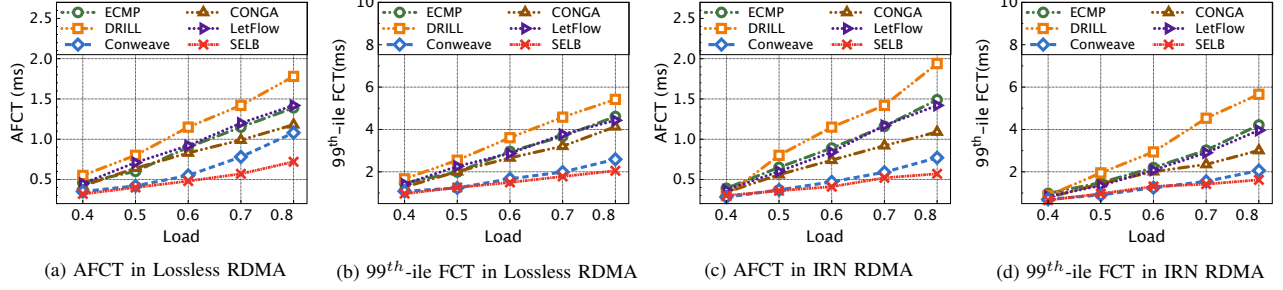 2.5
2.0
1.5
1.0
0.5
AFCT (ms)
ECMP
DRILL
Conweave
CONGA
LetFlow
SELB
0.4 0.5 0.6 0.7 0.8
Load
(a) AFCT in Lossless RDMA
10
8
6
4
2
99th-ile FCT(ms)
ECMP
DRILL
Conweave
CONGA
LetFlow
SELB
0.4 0.5 0.6 0.7 0.8
Load
(b) 99th-ile FCT in Lossless RDMA
2.5
2.0
1.5
1.0
0.5
AFCT (ms)
ECMP
DRILL
Conweave
CONGA
LetFlow
SELB
0.4 0.5 0.6 0.7 0.8
Load
(c) AFCT in IRN RDMA
10
8
6
4
2
99th-ile FCT(ms)
ECMP
DRILL
Conweave
CONGA
LetFlow
SELB
0.4 0.5 0.6 0.7 0.8
Load
(d) 99th-ile FCT in IRN RDMA